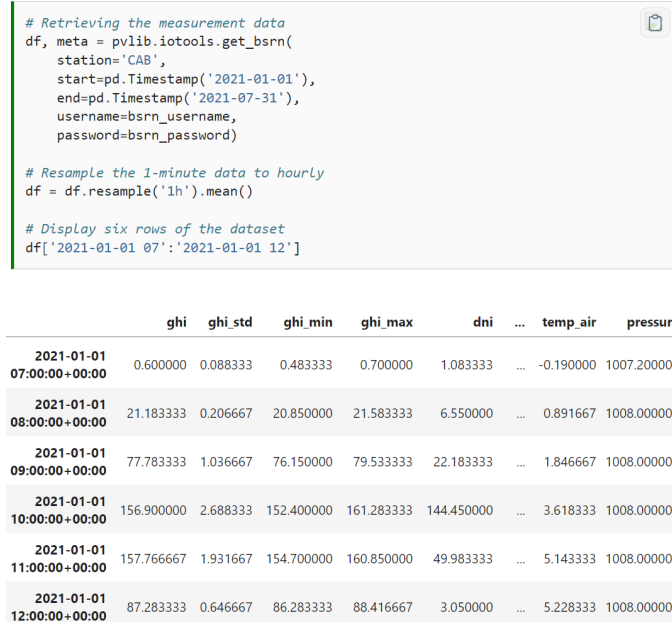 # Retrieving the measurement data
df, meta = pvlib.iotools.get_bsrn(
    station='CAB',
    start=pd.Timestamp('2021-01-01'),
    end=pd.Timestamp('2021-07-31'),
    username=bsrn_username,
    password=bsrn_password)

# Resample the 1-minute data to hourly
df = df.resample('1h').mean()

# Display six rows of the dataset
df['2021-01-01 07':'2021-01-01 12']

ghi ghi_std ghi_min ghi_max dni ... temp_air pressur
2021-01-01
07:00:00+00:00 0.600000 0.088333 0.483333 0.700000 1.083333 ... -0.190000 1007.20000
2021-01-01
08:00:00+00:00 21.183333 0.206667 20.850000 21.583333 6.550000 ... 0.891667 1008.00000
2021-01-01
09:00:00+00:00 77.783333 1.036667 76.150000 79.533333 22.183333 ... 1.846667 1008.00000
2021-01-01
10:00:00+00:00 156.900000 2.688333 152.400000 161.283333 144.450000 ... 3.618333 1008.00000
2021-01-01
11:00:00+00:00 157.766667 1.931667 154.700000 160.850000 49.983333 ... 5.143333 1008.00000
2021-01-01
12:00:00+00:00 87.283333 0.646667 86.283333 88.416667 3.050000 ... 5.228333 1008.00000